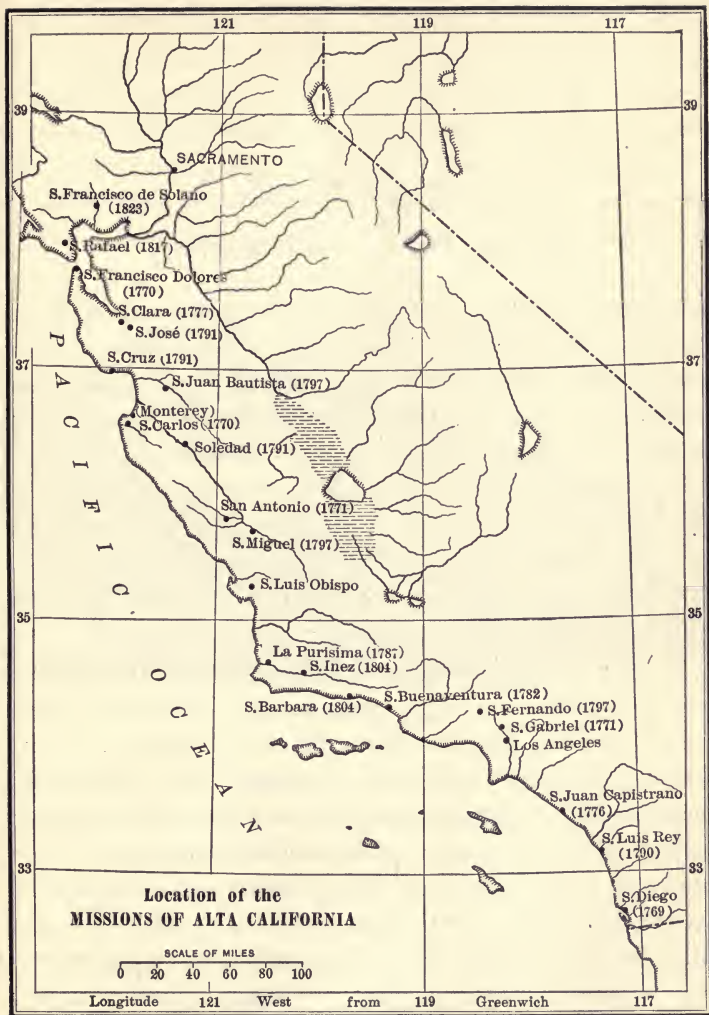 121 119 117
39 39
SACRAMENTO
S.Francisco de Solano
(1823)
S.Rafael (1817)
S.Francisco Dolores
(1770)
S.Clara (1777)
S.José (1791)
37 37
S.Cruz (1791)
S.Juan Bautista (1797)
(Monterey)
S.Carlos (1770)
Soledad (1791)
San Antonio (1771)
S.Miguel (1797)
S.Luis Obispo
35 35
La Purisima (1787)
S.Inez (1804)
S.Buenaventura (1782)
S.Barbara (1804)
S.Fernando (1797)
S.Gabriel (1771)
Los Angeles
S.Juan Capistrano
(1776)
S.Luis Rey
(1790)
33 33
S.Diego
(1769)
PACIFIC OCEAN
Location of the
MISSIONS OF ALTA CALIFORNIA
SCALE OF MILES
0 20 40 60 80 100
Longitude 121 West from 119 Greenwich 117